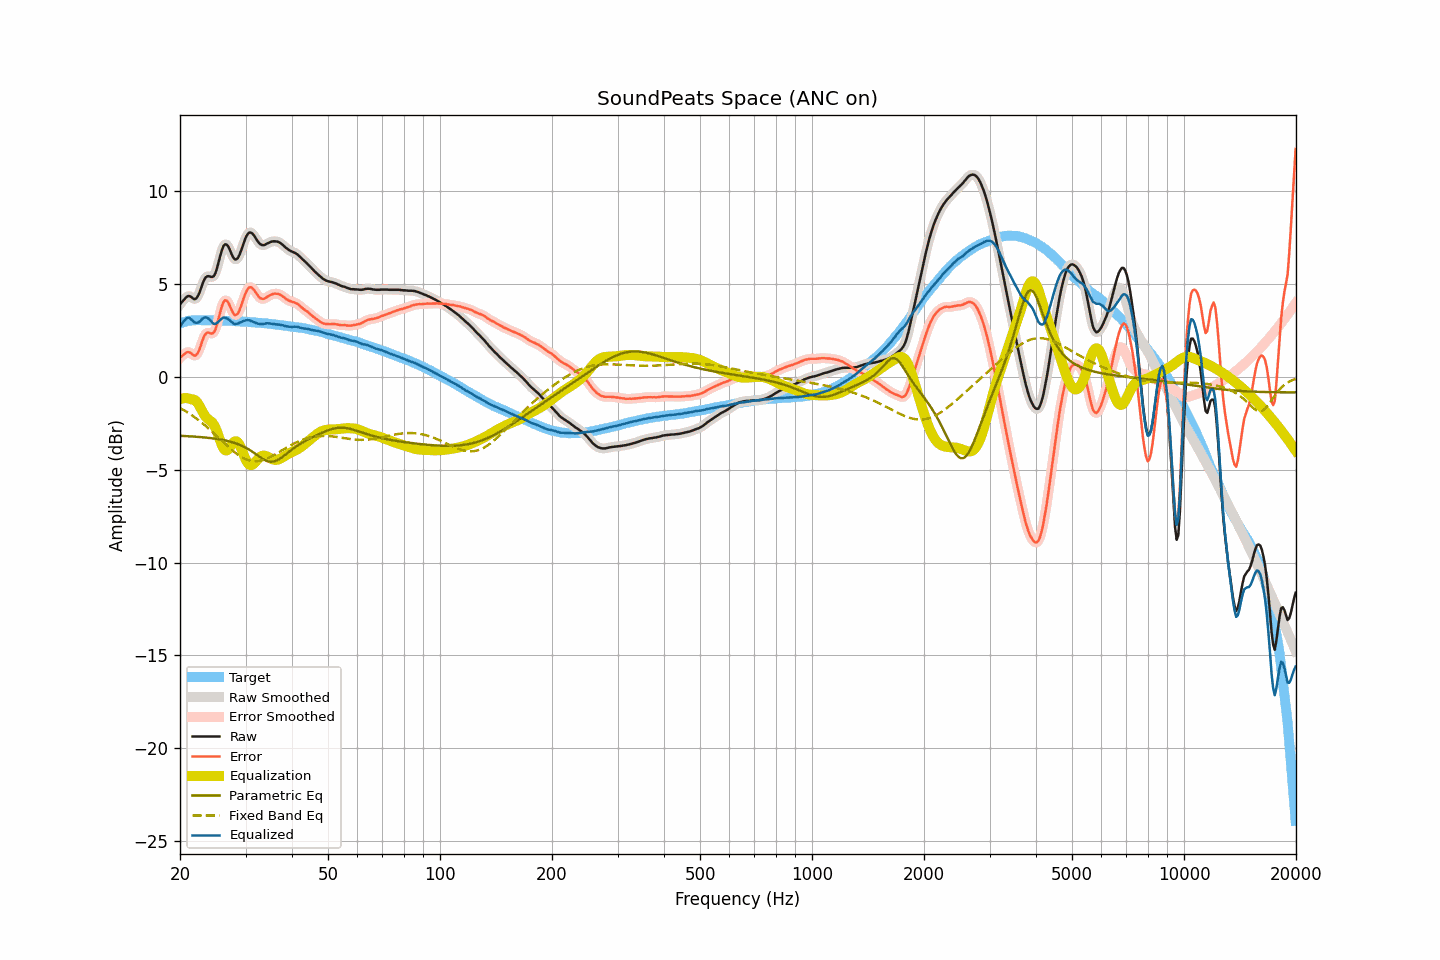 SoundPeats Space (ANC on)
Amplitude (dBr)
10
5
0
−5
−10
−15
−20
−25
Target
Raw Smoothed
Error Smoothed
Raw
Error
Equalization
Parametric Eq
Fixed Band Eq
Equalized
20 50 100 200 500 1000 2000 5000 10000 20000
Frequency (Hz)